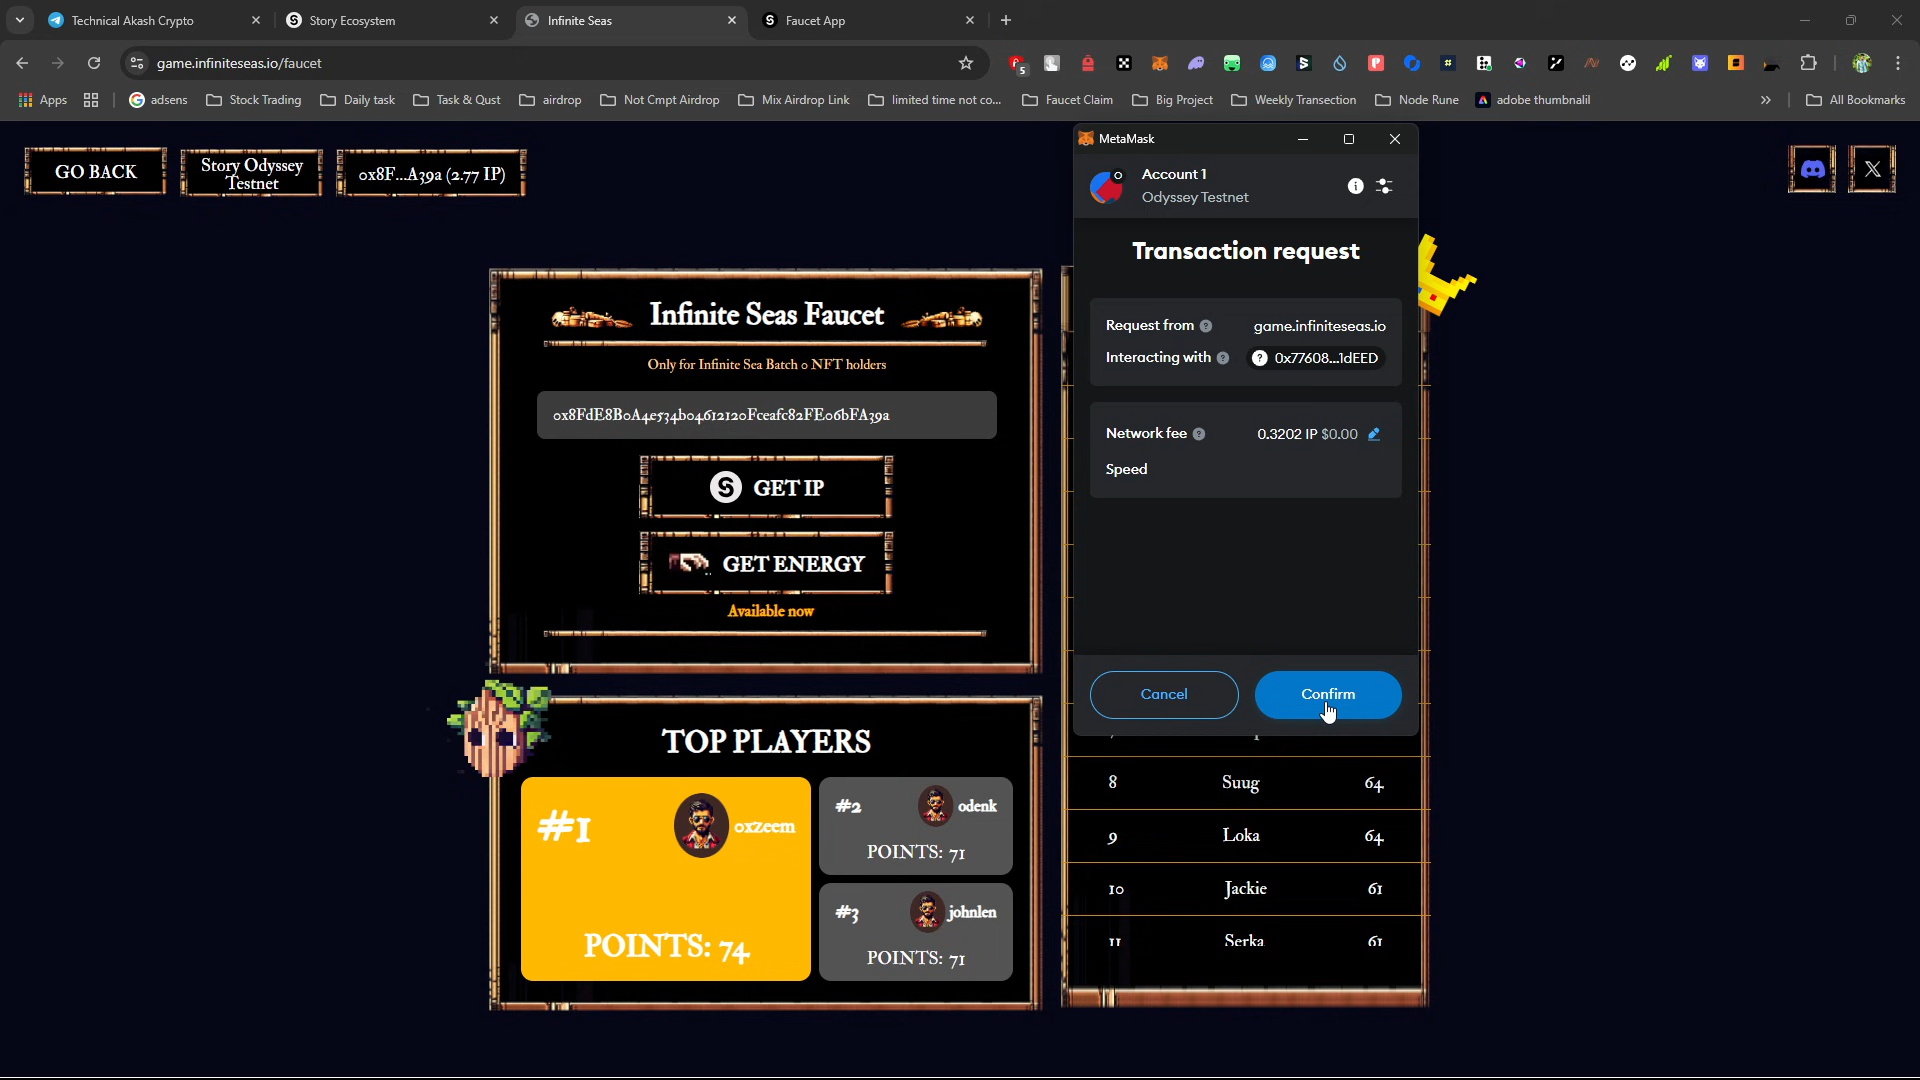 Technical Akash Crypto
Story Ecosystem
Infinite Seas
Faucet App
game.infiniteseas.io/faucet
5
Apps
adsens
Stock Trading
Daily task
Task & Qust
airdrop
Not Cmpt Airdrop
Mix Airdrop Link
limited time not co...
Faucet Claim
Big Project
Weekly Transection
Node Rune
adobe thumbnalil
All Bookmarks
GO BACK
Story Odyssey
Testnet
0x8F...A39a (2.77 IP)
Infinite Seas Faucet
Only for Infinite Sea Batch 0 NFT holders
0x8FdE8B0A4e534b04612120Fceafc82FE06bFA39a
GET IP
GET ENERGY
Available now
TOP PLAYERS
#1
oxzeem
POINTS: 74
#2
odenk
POINTS: 71
#3
johnlen
POINTS: 71
MetaMask
Account 1
Odyssey Testnet
Transaction request
Request from
game.infiniteseas.io
Interacting with
0x77608...1dEED
Network fee
0.3202 IP $0.00
Speed
Cancel
Confirm
8 Suug 64
9 Loka 64
10 Jackie 61
11 Serka 61